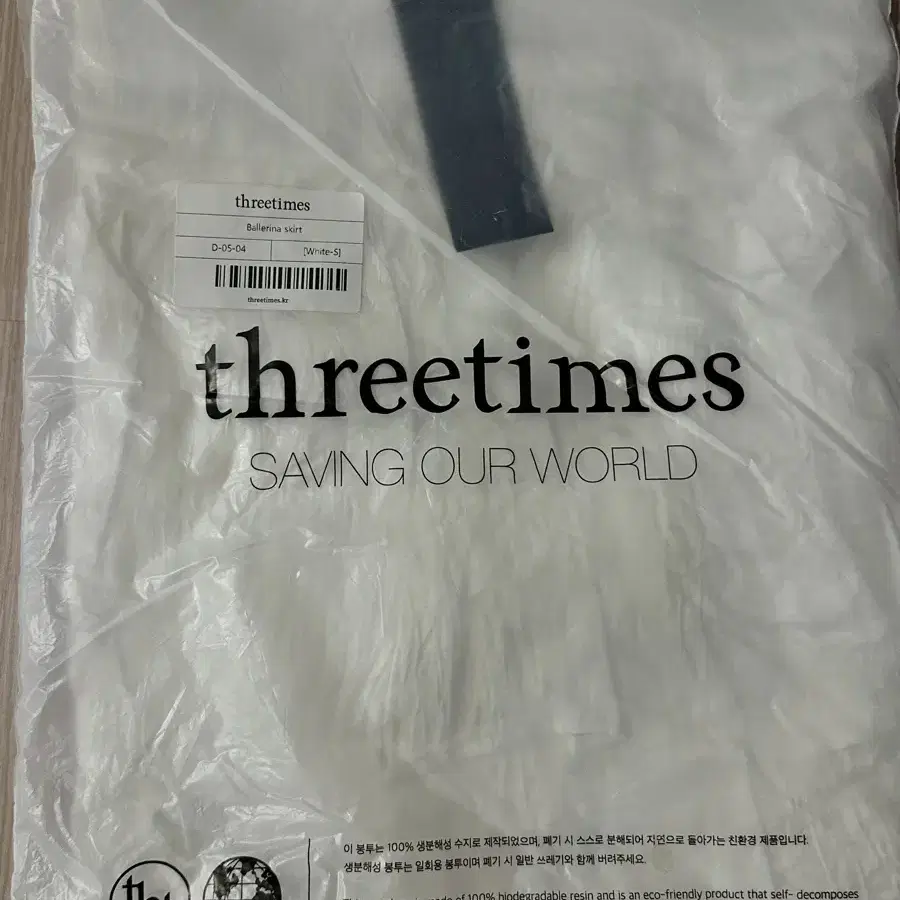 threetimes
Ballerina skirt
D-05-04 [White-S]
threetimes.kr
threetimes
SAVING OUR WORLD
이 봉투는 100% 생분해성 수지로 제작되었으며, 폐기 시 스스로 분해되어 자연으로 돌아가는 친환경 제품입니다.
생분해성 봉투는 일회용 봉투이며 폐기 시 일반 쓰레기와 함께 버려주세요.
of 100% biodegradable resin and is an eco-friendly product that self- decomposes